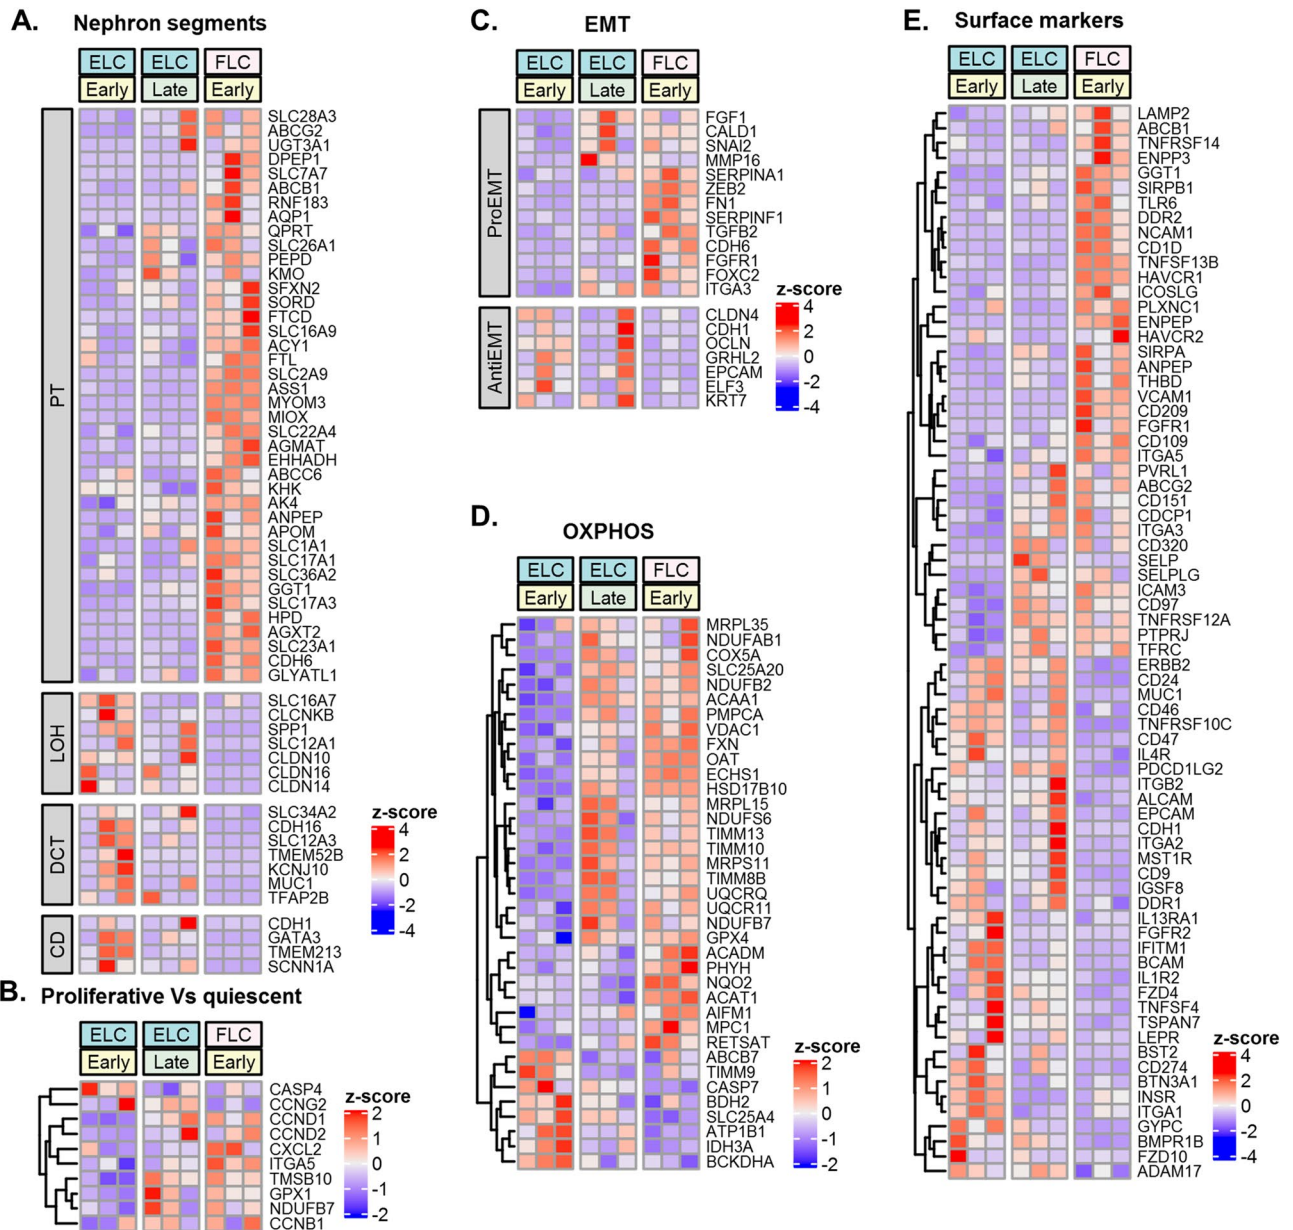 A.
Nephron segments
ELC
ELC
FLC
Early
Late
Early
PT
SLC28A3
ABCG2
UGT3A1
DPEP1
SLC7A7
ABCB1
RNF183
AQP1
QPRT
SLC26A1
PEPD
KMO
SFXN2
SORD
FTCD
SLC16A9
ACY1
FTL
SLC2A9
ASS1
MYOM3
MIOX
SLC22A4
AGMAT
EHHADH
ABCC6
KHK
AK4
ANPEP
APOM
SLC1A1
SLC17A1
SLC36A2
GGT1
SLC17A3
HPD
AGXT2
SLC23A1
CDH6
GLYATL1
LOH
SLC16A7
CLCNKB
SPP1
SLC12A1
CLDN10
CLDN16
CLDN14
DCT
SLC34A2
CDH16
SLC12A3
TMEM52B
KCNJ10
MUC1
TFAP2B
CD
CDH1
GATA3
TMEM213
SCNN1A
z-score
4
2
0
-2
-4
B.
Proliferative Vs quiescent
ELC
ELC
FLC
Early
Late
Early
CASP4
CCNG2
CCND1
CCND2
CXCL2
ITGA5
TMSB10
GPX1
NDUFB7
CCNB1
z-score
2
1
0
-1
-2
C.
EMT
ELC
ELC
FLC
Early
Late
Early
ProEMT
FGF1
CALD1
SNAI2
MMP16
SERPINA1
ZEB2
FN1
SERPINF1
TGFB2
CDH6
FGFR1
FOXC2
ITGA3
AntiEMT
CLDN4
CDH1
OCLN
GRHL2
EPCAM
ELF3
KRT7
z-score
4
2
0
-2
-4
D.
OXPHOS
ELC
ELC
FLC
Early
Late
Early
MRPL35
NDUFAB1
COX5A
SLC25A20
NDUFB2
ACAA1
PMPCA
VDAC1
FXN
OAT
ECHS1
HSD17B10
MRPL15
NDUFS6
TIMM13
TIMM10
MRPS11
TIMM8B
UQCRQ
UQCR11
NDUFB7
GPX4
ACADM
PHYH
NQO2
ACAT1
AIFM1
MPC1
RETSAT
ABCB7
TIMM9
CASP7
BDH2
SLC25A4
ATP1B1
IDH3A
BCKDHA
z-score
2
1
0
-1
-2
E.
Surface markers
ELC
ELC
FLC
Early
Late
Early
LAMP2
ABCB1
TNFRSF14
ENPP3
GGT1
SIRPB1
TLR6
DDR2
NCAM1
CD1D
TNFSF13B
HAVCR1
ICOSLG
PLXNC1
ENPEP
HAVCR2
SIRPA
ANPEP
THBD
VCAM1
CD209
FGFR1
CD109
ITGA5
PVRL1
ABCG2
CD151
CDCP1
ITGA3
CD320
SELP
SELPLG
ICAM3
CD97
TNFRSF12A
PTPRJ
TFRC
ERBB2
CD24
MUC1
CD46
TNFRSF10C
CD47
IL4R
PDCD1LG2
ITGB2
ALCAM
EPCAM
CDH1
ITGA2
MST1R
CD9
IGSF8
DDR1
IL13RA1
FGFR2
IFITM1
BCAM
IL1R2
FZD4
TNFSF4
TSPAN7
LEPR
BST2
CD274
BTN3A1
INSR
ITGA1
GYPC
BMPR1B
FZD10
ADAM17
z-score
4
2
0
-2
-4